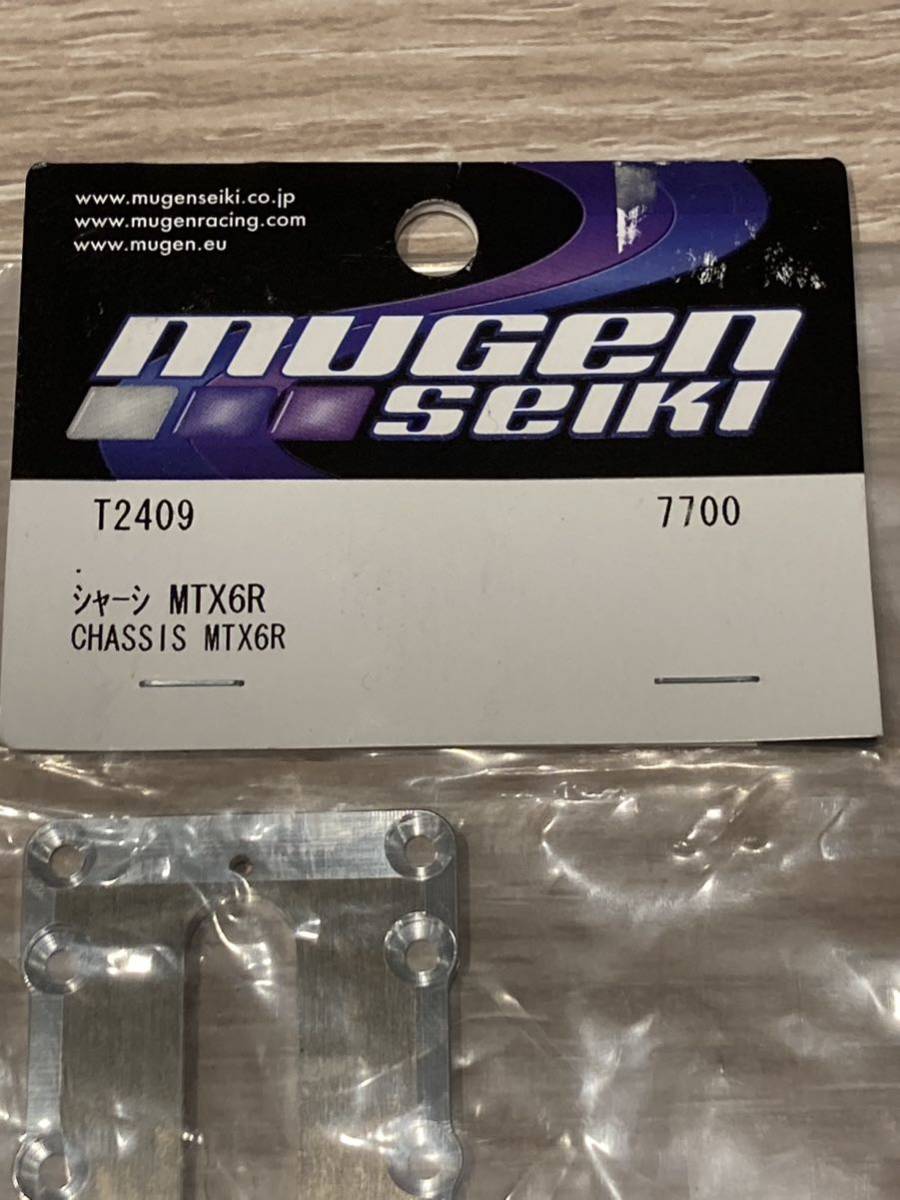 www.mugenseiki.co.jp
www.mugenracing.com
www.mugen.eu
mugen
seiki
T2409 7700
シャーシ MTX6R
CHASSIS MTX6R